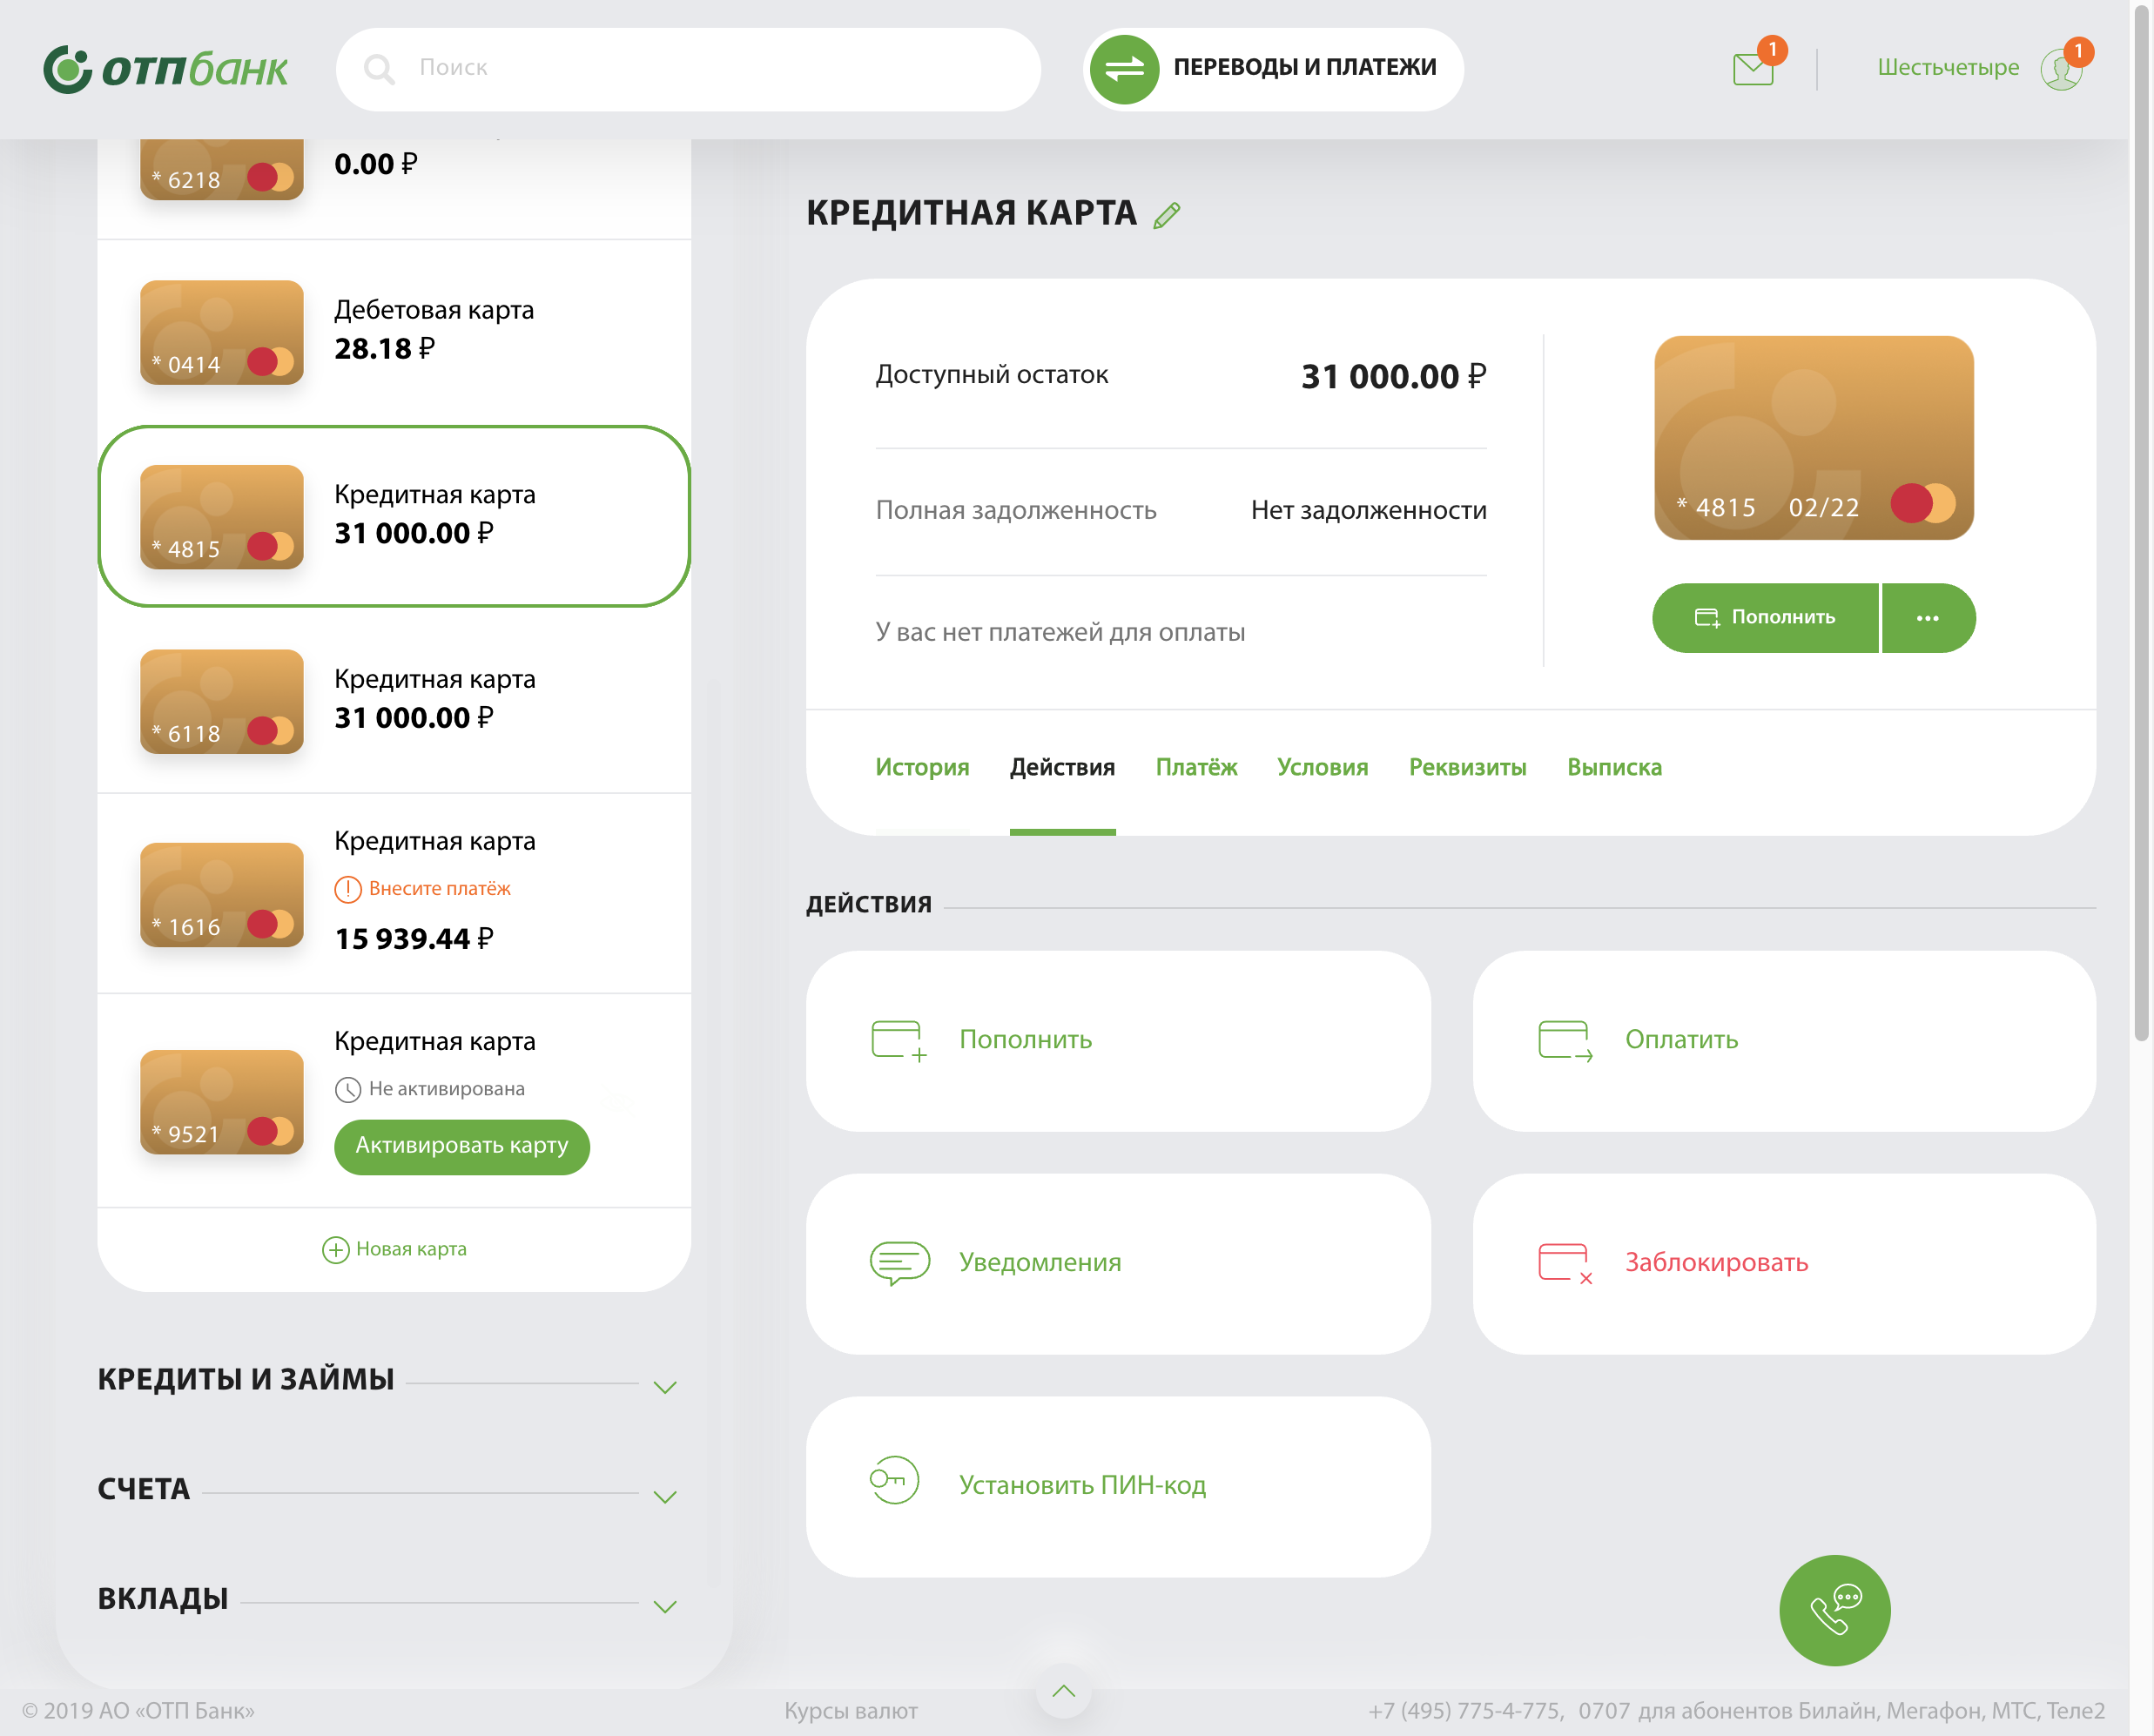 отпбанк
Поиск
ПЕРЕВОДЫ И ПЛАТЕЖИ
1
Шестьчетыре
1
0.00 ₽
* 6218
Дебетовая карта
28.18 ₽
* 0414
Кредитная карта
31 000.00 ₽
* 4815
Кредитная карта
31 000.00 ₽
* 6118
Кредитная карта
Внесите платёж
15 939.44 ₽
* 1616
Кредитная карта
Не активирована
Активировать карту
* 9521
Новая карта
КРЕДИТЫ И ЗАЙМЫ
СЧЕТА
ВКЛАДЫ
КРЕДИТНАЯ КАРТА
Доступный остаток 31 000.00 ₽
Полная задолженность Нет задолженности
У вас нет платежей для оплаты
* 4815 02/22
Пополнить
История Действия Платёж Условия Реквизиты Выписка
ДЕЙСТВИЯ
Пополнить
Оплатить
Уведомления
Заблокировать
Установить ПИН-код
© 2019 АО «ОТП Банк»
Курсы валют
+7 (495) 775-4-775, 0707 для абонентов Билайн, Мегафон, МТС, Теле2